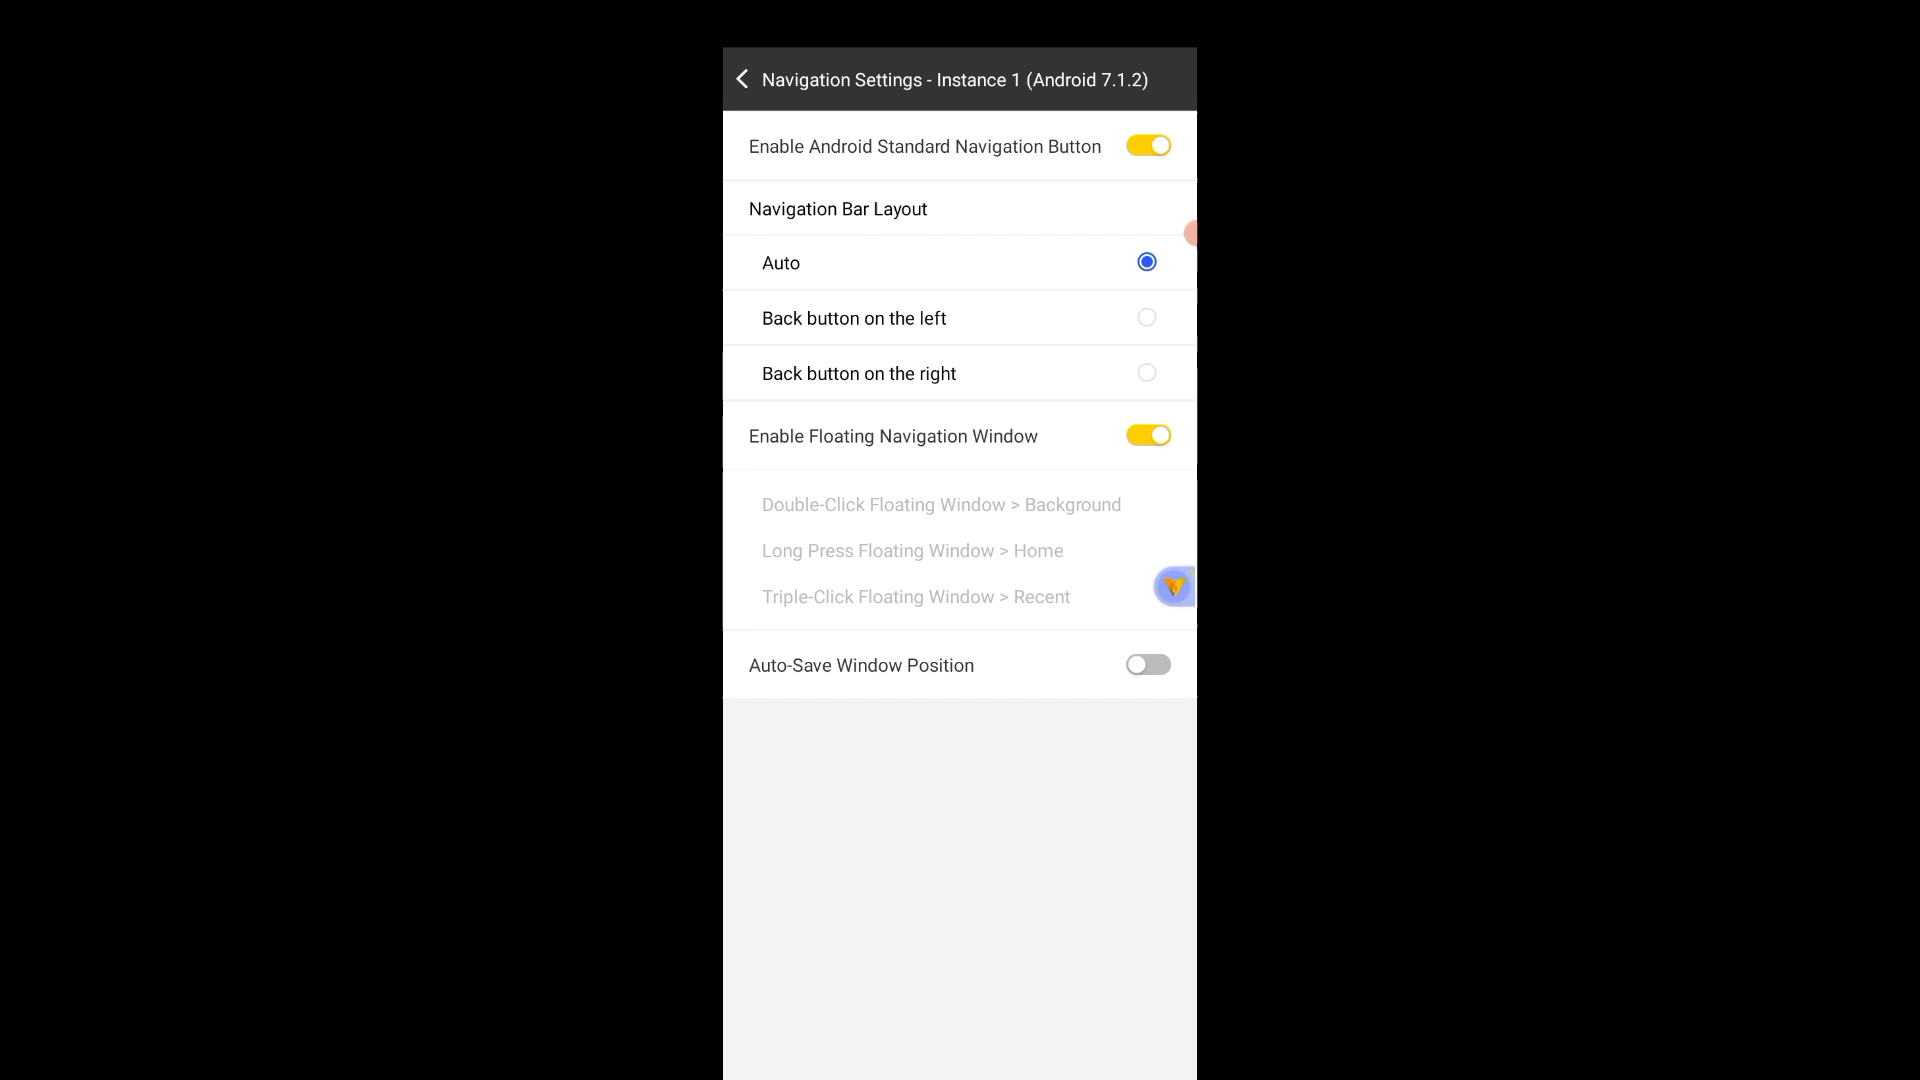 Navigation Settings - Instance 1 (Android 7.1.2)
Enable Android Standard Navigation Button
Navigation Bar Layout
Auto
Back button on the left
Back button on the right
Enable Floating Navigation Window
Double-Click Floating Window > Background
Long Press Floating Window > Home
Triple-Click Floating Window > Recent
Auto-Save Window Position